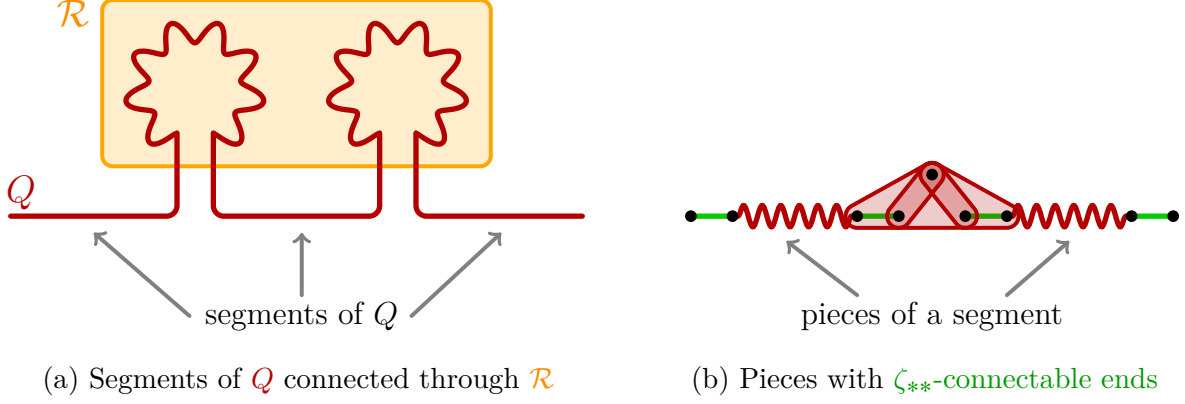 𝓡
Q
segments of Q
pieces of a segment
(a) Segments of Q connected through 𝓡
(b) Pieces with ζ**-connectable ends